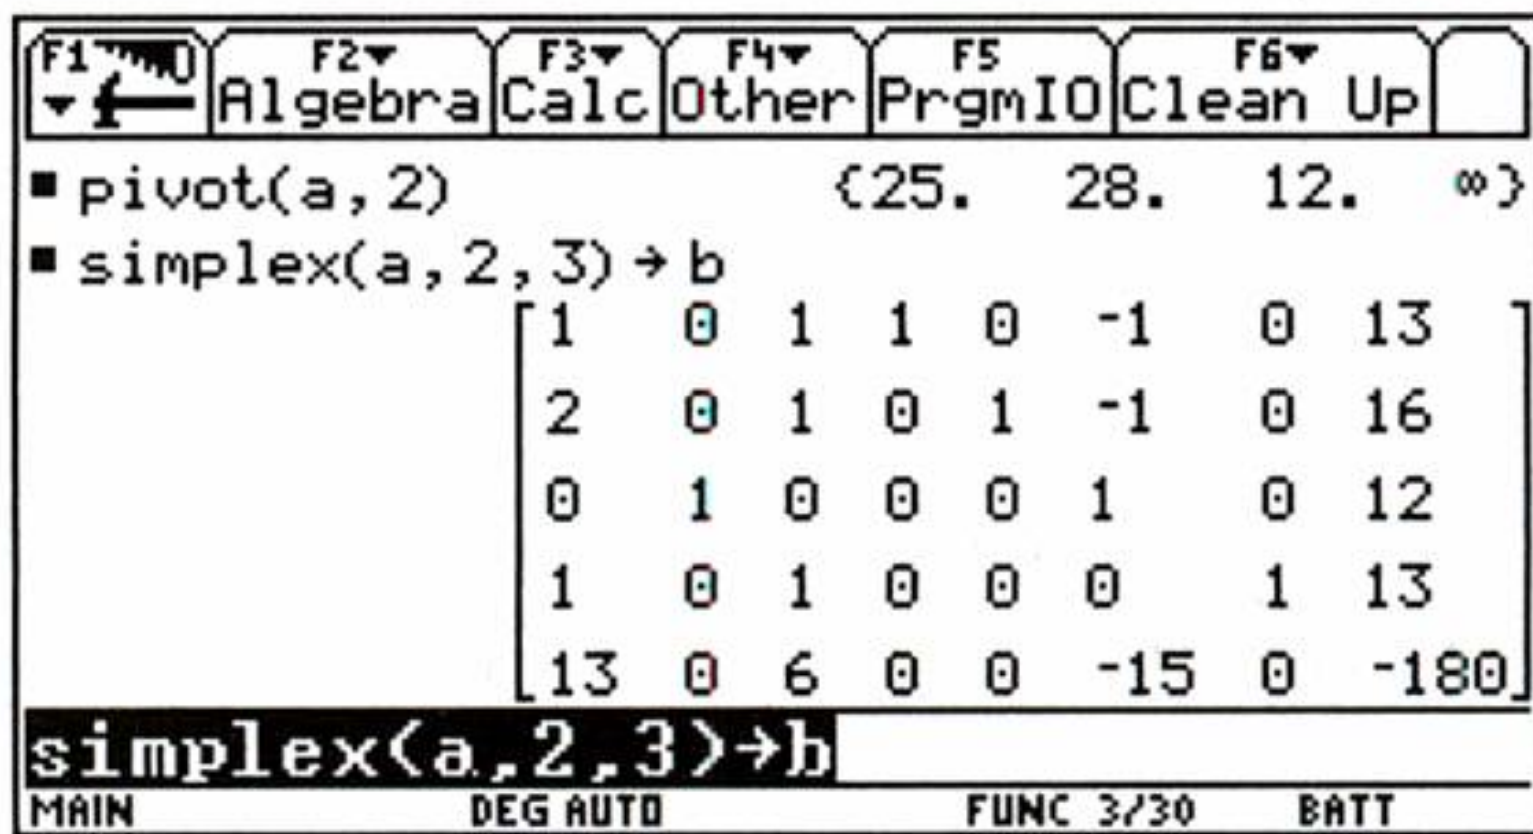 F1 F2 F3 F4 F5 F6
Algebra Calc Other PrgmIO Clean Up
pivot(a,2) {25. 28. 12. ∞}
simplex(a,2,3)→b
1 0 1 1 0 -1 0 13
2 0 1 0 1 -1 0 16
0 1 0 0 0 1 0 12
1 0 1 0 0 0 1 13
13 0 6 0 0 -15 0 -180
simplex(a,2,3)→b
MAIN DEG AUTO FUNC 3/30 BATT